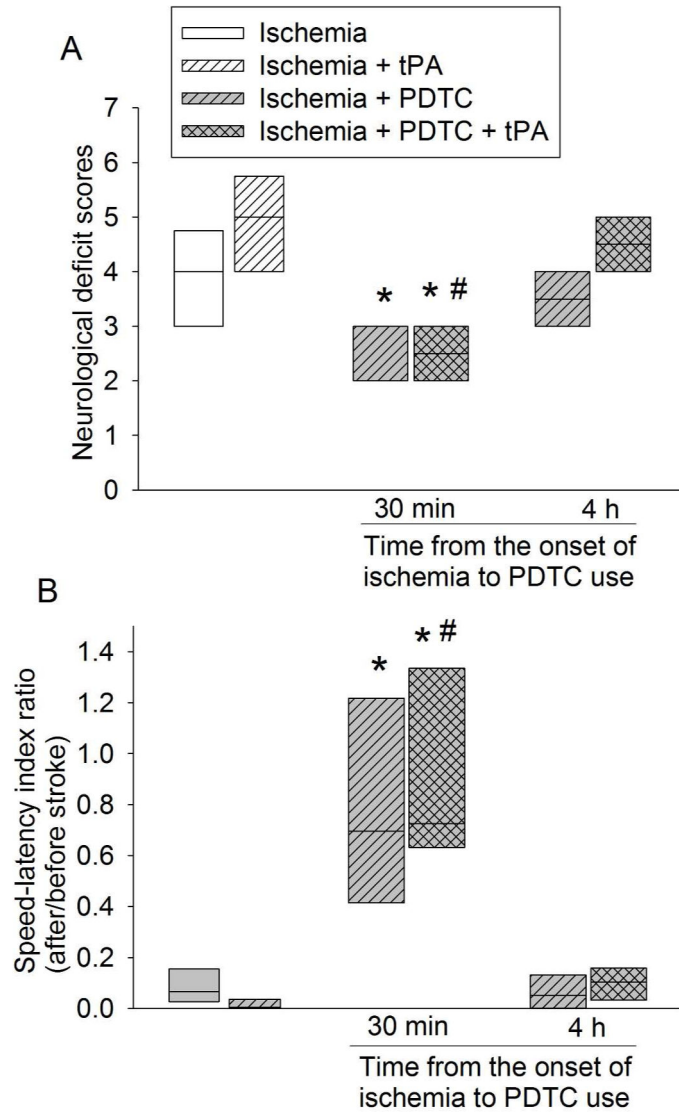 A
Ischemia
Ischemia + tPA
Ischemia + PDTC
Ischemia + PDTC + tPA
Neurological deficit scores
7
6
5
4
3
2
1
0
* * #
30 min 4 h
Time from the onset of
ischemia to PDTC use
B
Speed-latency index ratio
(after/before stroke)
1.4
1.2
1.0
0.8
0.6
0.4
0.2
0.0
* * #
30 min 4 h
Time from the onset of
ischemia to PDTC use